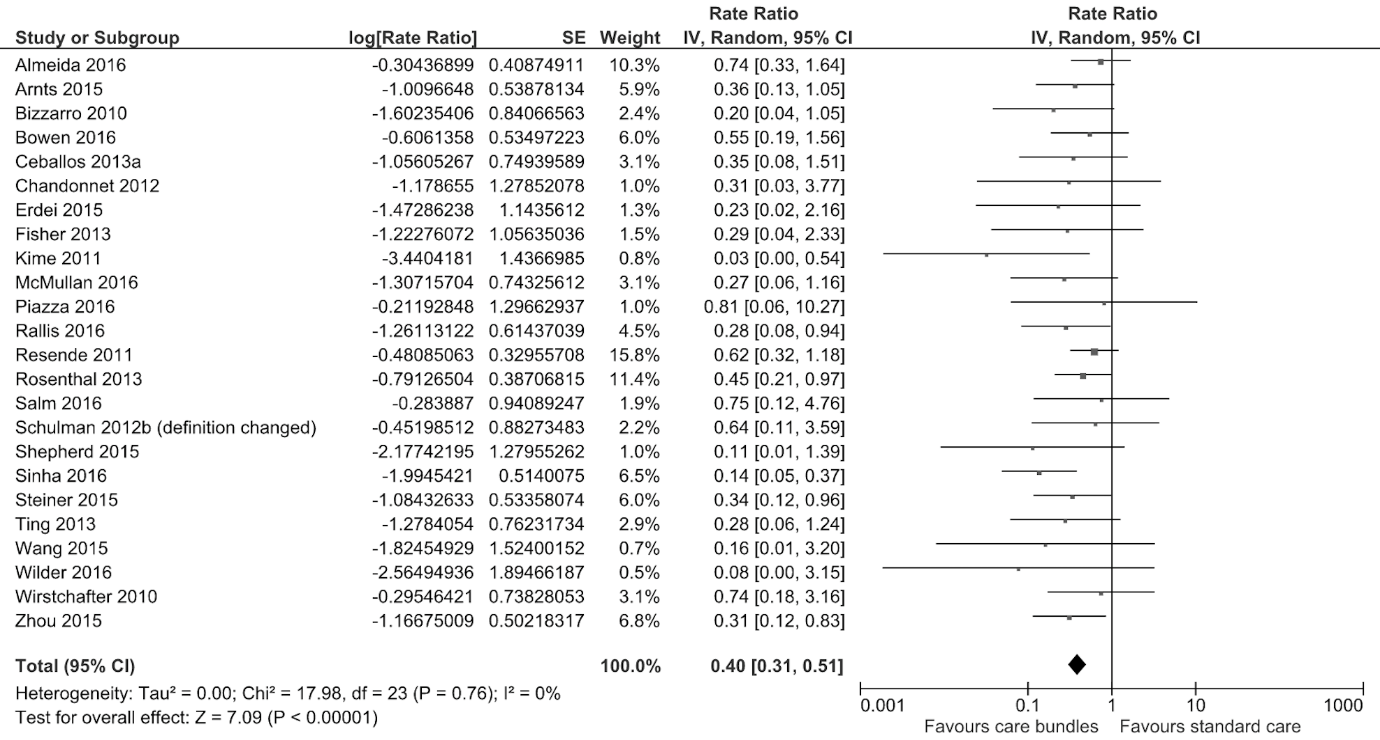 Rate Ratio Rate Ratio
Study or Subgroup log[Rate Ratio] SE Weight IV, Random, 95% CI IV, Random, 95% CI
Almeida 2016 -0.30436899 0.40874911 10.3% 0.74 [0.33, 1.64]
Arnts 2015 -1.0096648 0.53878134 5.9% 0.36 [0.13, 1.05]
Bizzarro 2010 -1.60235406 0.84066563 2.4% 0.20 [0.04, 1.05]
Bowen 2016 -0.6061358 0.53497223 6.0% 0.55 [0.19, 1.56]
Ceballos 2013a -1.05605267 0.74939589 3.1% 0.35 [0.08, 1.51]
Chandonnet 2012 -1.178655 1.27852078 1.0% 0.31 [0.03, 3.77]
Erdei 2015 -1.47286238 1.1435612 1.3% 0.23 [0.02, 2.16]
Fisher 2013 -1.22276072 1.05635036 1.5% 0.29 [0.04, 2.33]
Kime 2011 -3.4404181 1.4366985 0.8% 0.03 [0.00, 0.54]
McMullan 2016 -1.30715704 0.74325612 3.1% 0.27 [0.06, 1.16]
Piazza 2016 -0.21192848 1.29662937 1.0% 0.81 [0.06, 10.27]
Rallis 2016 -1.26113122 0.61437039 4.5% 0.28 [0.08, 0.94]
Resende 2011 -0.48085063 0.32955708 15.8% 0.62 [0.32, 1.18]
Rosenthal 2013 -0.79126504 0.38706815 11.4% 0.45 [0.21, 0.97]
Salm 2016 -0.283887 0.94089247 1.9% 0.75 [0.12, 4.76]
Schulman 2012b (definition changed) -0.45198512 0.88273483 2.2% 0.64 [0.11, 3.59]
Shepherd 2015 -2.17742195 1.27955262 1.0% 0.11 [0.01, 1.39]
Sinha 2016 -1.9945421 0.5140075 6.5% 0.14 [0.05, 0.37]
Steiner 2015 -1.08432633 0.53358074 6.0% 0.34 [0.12, 0.96]
Ting 2013 -1.2784054 0.76231734 2.9% 0.28 [0.06, 1.24]
Wang 2015 -1.82454929 1.52400152 0.7% 0.16 [0.01, 3.20]
Wilder 2016 -2.56494936 1.89466187 0.5% 0.08 [0.00, 3.15]
Wirstchafter 2010 -0.29546421 0.73828053 3.1% 0.74 [0.18, 3.16]
Zhou 2015 -1.16675009 0.50218317 6.8% 0.31 [0.12, 0.83]
Total (95% CI) 100.0% 0.40 [0.31, 0.51]
Heterogeneity: Tau² = 0.00; Chi² = 17.98, df = 23 (P = 0.76); I² = 0%
Test for overall effect: Z = 7.09 (P < 0.00001)
0.001 0.1 1 10 1000
Favours care bundles Favours standard care